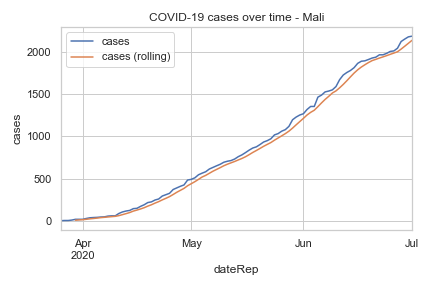 COVID-19 cases over time - Mali
cases
cases (rolling)
cases
2000
1500
1000
500
0
Apr
2020
May
Jun
Jul
dateRep